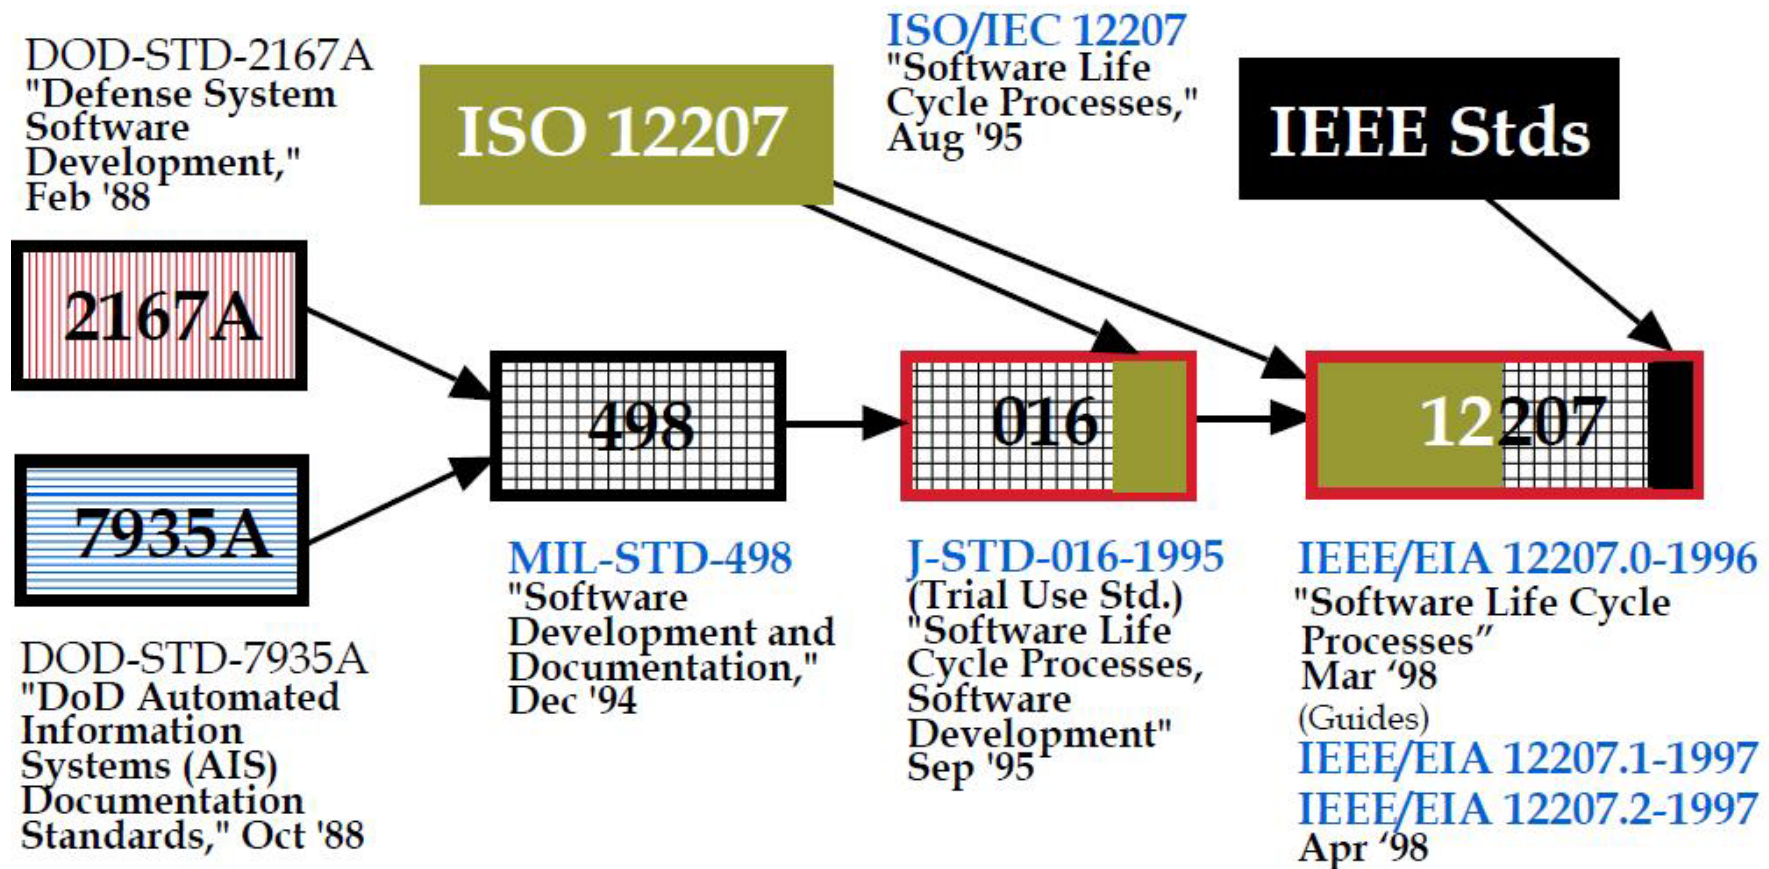 DOD-STD-2167A
"Defense System
Software
Development,"
Feb '88
ISO 12207
ISO/IEC 12207
"Software Life
Cycle Processes,"
Aug '95
IEEE Stds
2167A
7935A
498
016
12207
DOD-STD-7935A
"DoD Automated
Information
Systems (AIS)
Documentation
Standards," Oct '88
MIL-STD-498
"Software
Development and
Documentation,"
Dec '94
J-STD-016-1995
(Trial Use Std.)
"Software Life
Cycle Processes,
Software
Development"
Sep '95
IEEE/EIA 12207.0-1996
"Software Life Cycle
Processes”
Mar ‘98
(Guides)
IEEE/EIA 12207.1-1997
IEEE/EIA 12207.2-1997
Apr ‘98